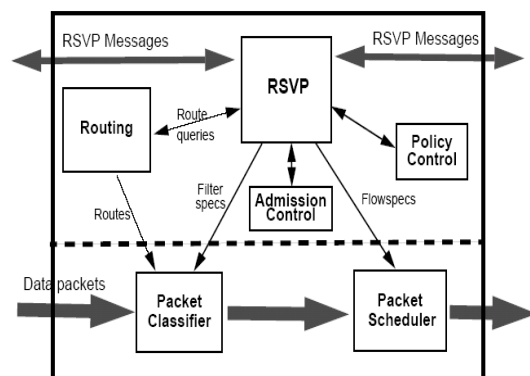 RSVP Messages
RSVP Messages
RSVP
Routing
Route
queries
Policy
Control
Filter
specs
Admission
Control
Flowspecs
Routes
Data packets
Packet
Classifier
Packet
Scheduler